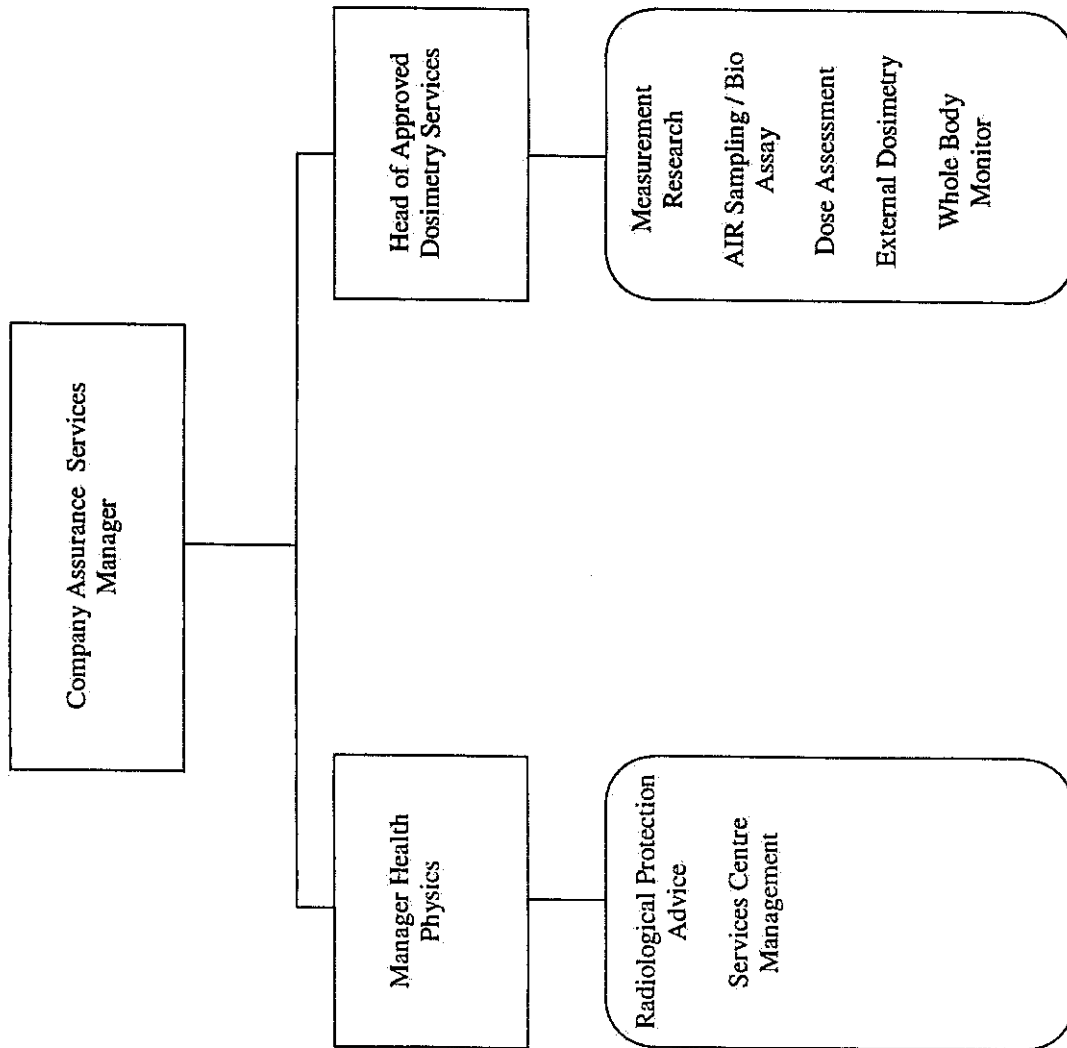 Company Assurance Services
Manager
Manager Health
Physics
Head of Approved
Dosimetry Services
Radiological Protection
Advice
Services Centre
Management
Measurement
Research
AIR Sampling / Bio
Assay
Dose Assessment
External Dosimetry
Whole Body
Monitor